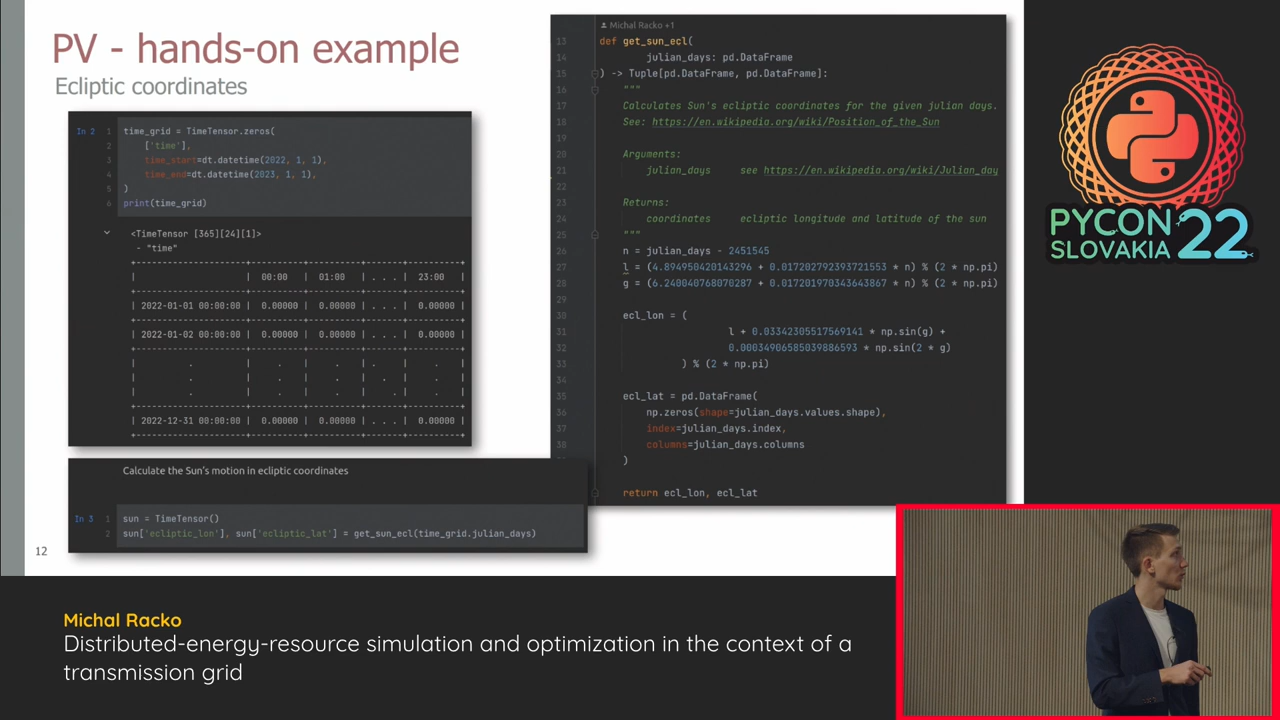 PV - hands-on example
Ecliptic coordinates
In 2
1 time_grid = TimeTensor.zeros(
2 ['time'],
3 time_start=dt.datetime(2022, 1, 1),
4 time_end=dt.datetime(2023, 1, 1),
5 )
6 print(time_grid)
<TimeTensor [365][24][1]>
- "time"
+-------------------+--------+--------+-----+--------+
| | 00:00 | 01:00 |. . .| 23:00 |
+-------------------+--------+--------+-----+--------+
| 2022-01-01 00:00:00 | 0.00000 | 0.00000 | . . . | 0.00000 |
+-------------------+--------+--------+-----+--------+
| 2022-01-02 00:00:00 | 0.00000 | 0.00000 | . . . | 0.00000 |
+-------------------+--------+--------+-----+--------+
| . | . | . |. | . |
| . | . | . | . | . |
| . | . | . | . | . |
+-------------------+--------+--------+-----+--------+
| 2022-12-31 00:00:00 | 0.00000 | 0.00000 | . . . | 0.00000 |
+-------------------+--------+--------+-----+--------+
Calculate the Sun's motion in ecliptic coordinates
In 3
1 sun = TimeTensor()
2 sun['ecliptic_lon'], sun['ecliptic_lat'] = get_sun_ecl(time_grid.julian_days)
12
Michal Racko +1
13 def get_sun_ecl(
14 julian_days: pd.DataFrame
15 ) -> Tuple[pd.DataFrame, pd.DataFrame]:
16 """
17 Calculates Sun's ecliptic coordinates for the given julian days.
18 See: https://en.wikipedia.org/wiki/Position_of_the_Sun
19
20 Arguments:
21 julian_days see https://en.wikipedia.org/wiki/Julian_day
22
23 Returns:
24 coordinates ecliptic longitude and latitude of the sun
25 """
26 n = julian_days - 2451545
27 l = (4.894950420143296 + 0.017202792393721553 * n) % (2 * np.pi)
28 g = (6.240040768070287 + 0.017201970343643867 * n) % (2 * np.pi)
29
30 ecl_lon = (
31 l + 0.03342305517569141 * np.sin(g) +
32 0.00034906585039886593 * np.sin(2 * g)
33 ) % (2 * np.pi)
34
35 ecl_lat = pd.DataFrame(
36 np.zeros(shape=julian_days.values.shape),
37 index=julian_days.index,
38 columns=julian_days.columns
)
return ecl_lon, ecl_lat
PYCON
SLOVAKIA
22
Michal Racko
Distributed-energy-resource simulation and optimization in the context of a
transmission grid